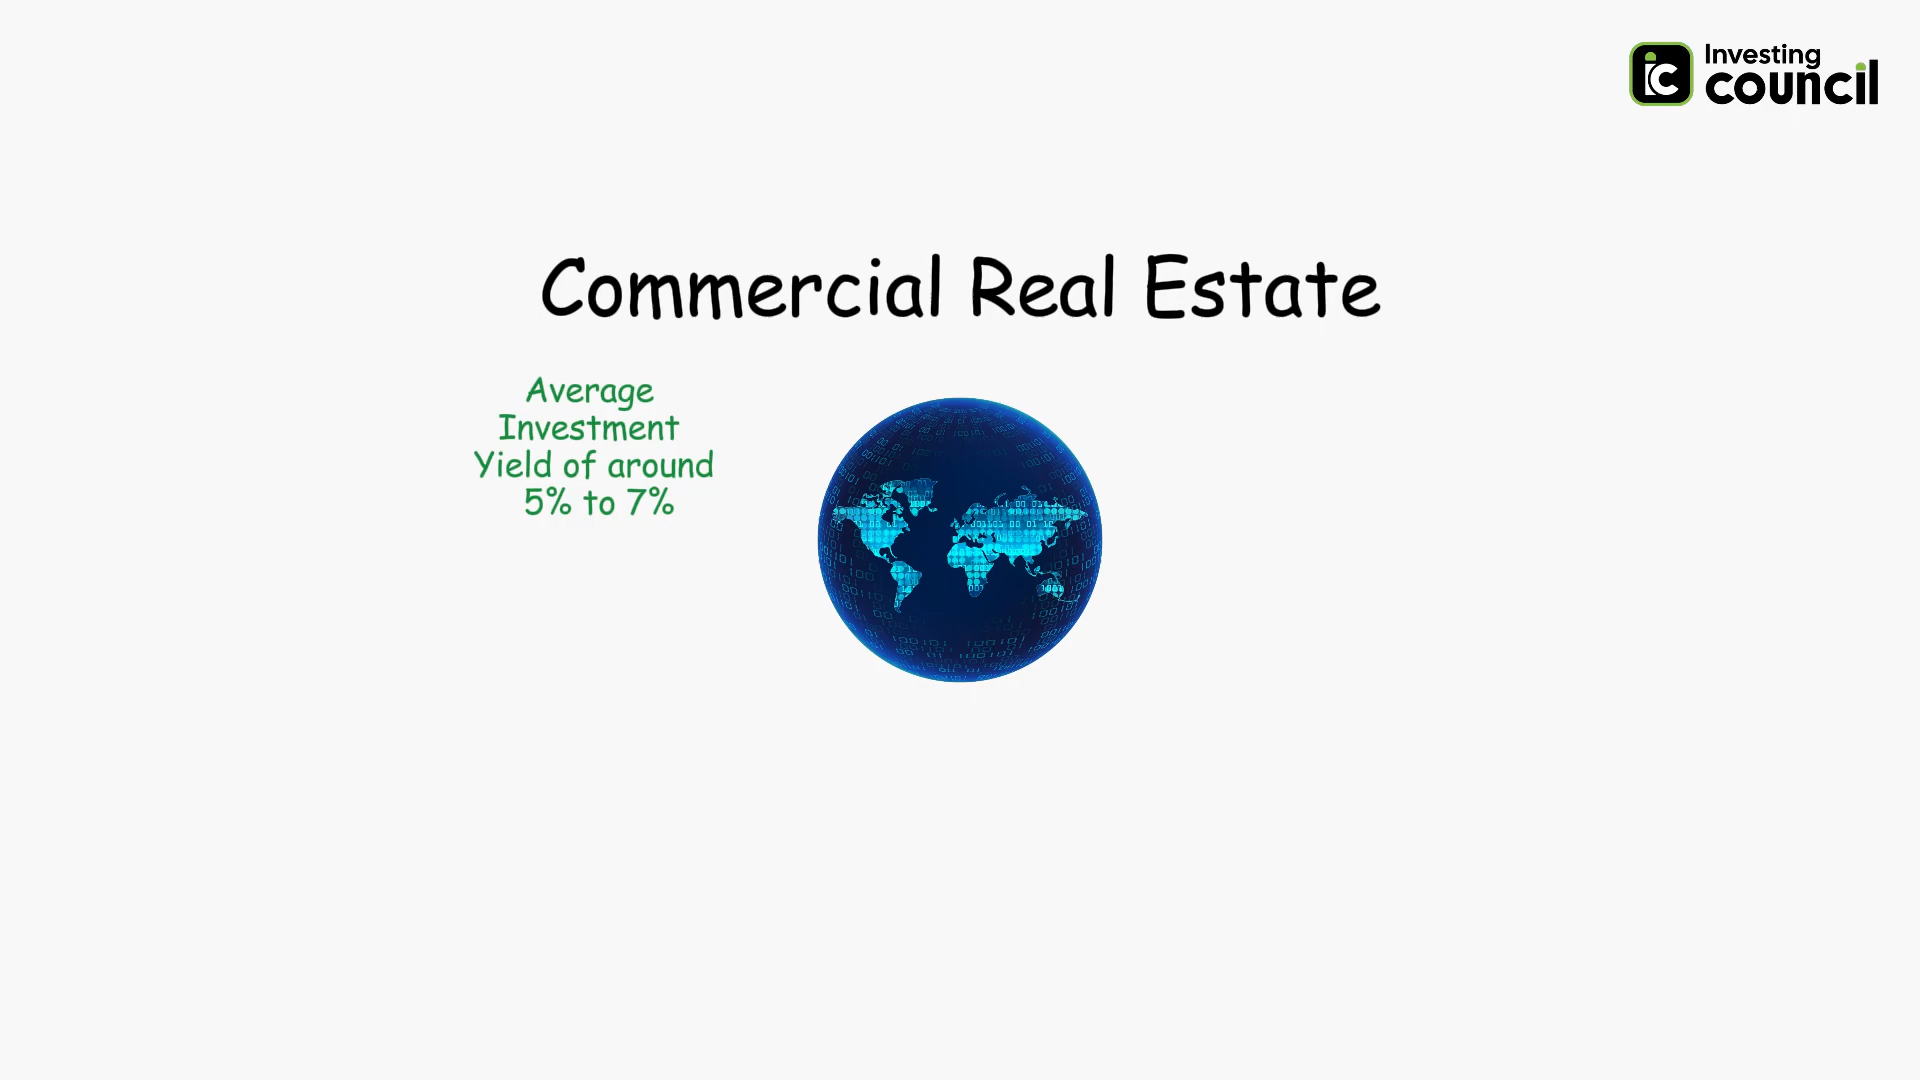 Investing
council
Commercial Real Estate
Average
Investment
Yield of around
5% to 7%